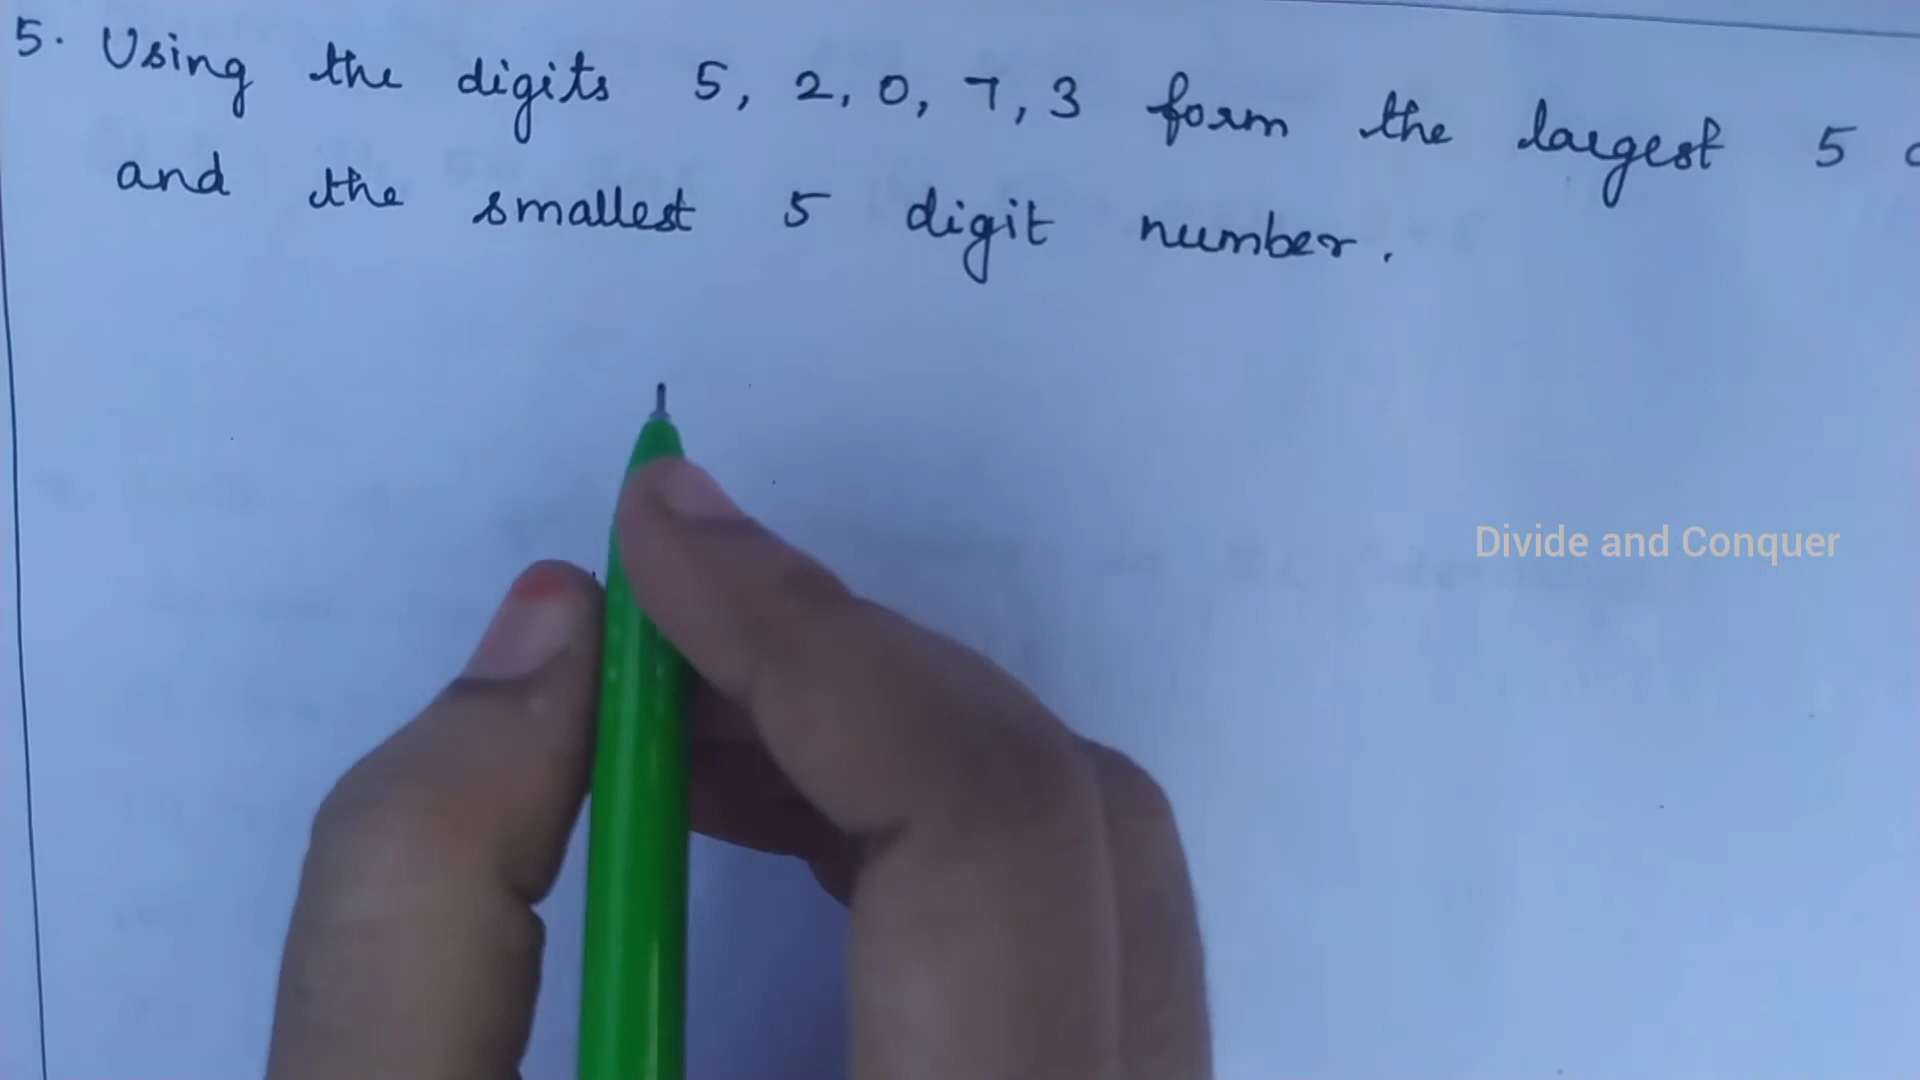 5. Using the digits 5, 2, 0, 7, 3 form the largest 5
and the smallest 5 digit number.
Divide and Conquer